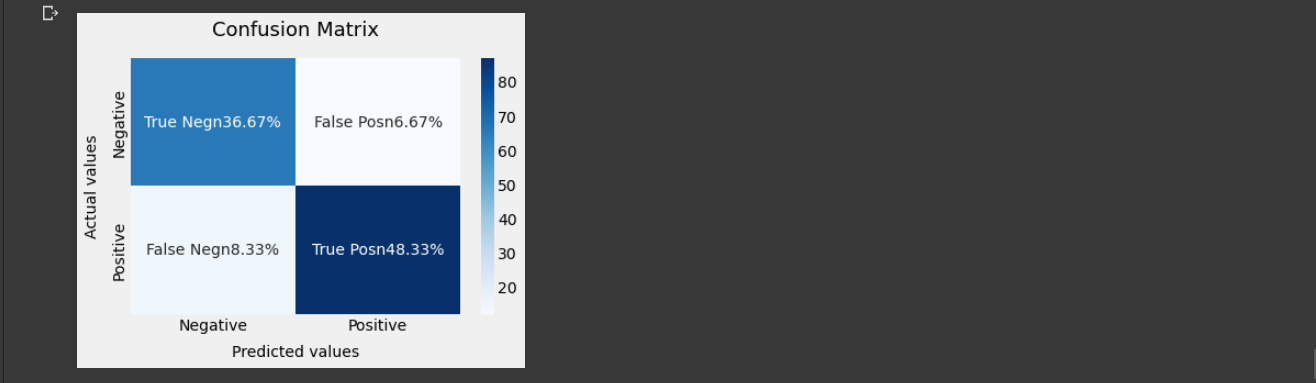 Confusion Matrix
Actual values
Negative
True Negn36.67%
False Posn6.67%
Positive
False Negn8.33%
True Posn48.33%
Negative
Positive
Predicted values
80
70
60
50
40
30
20